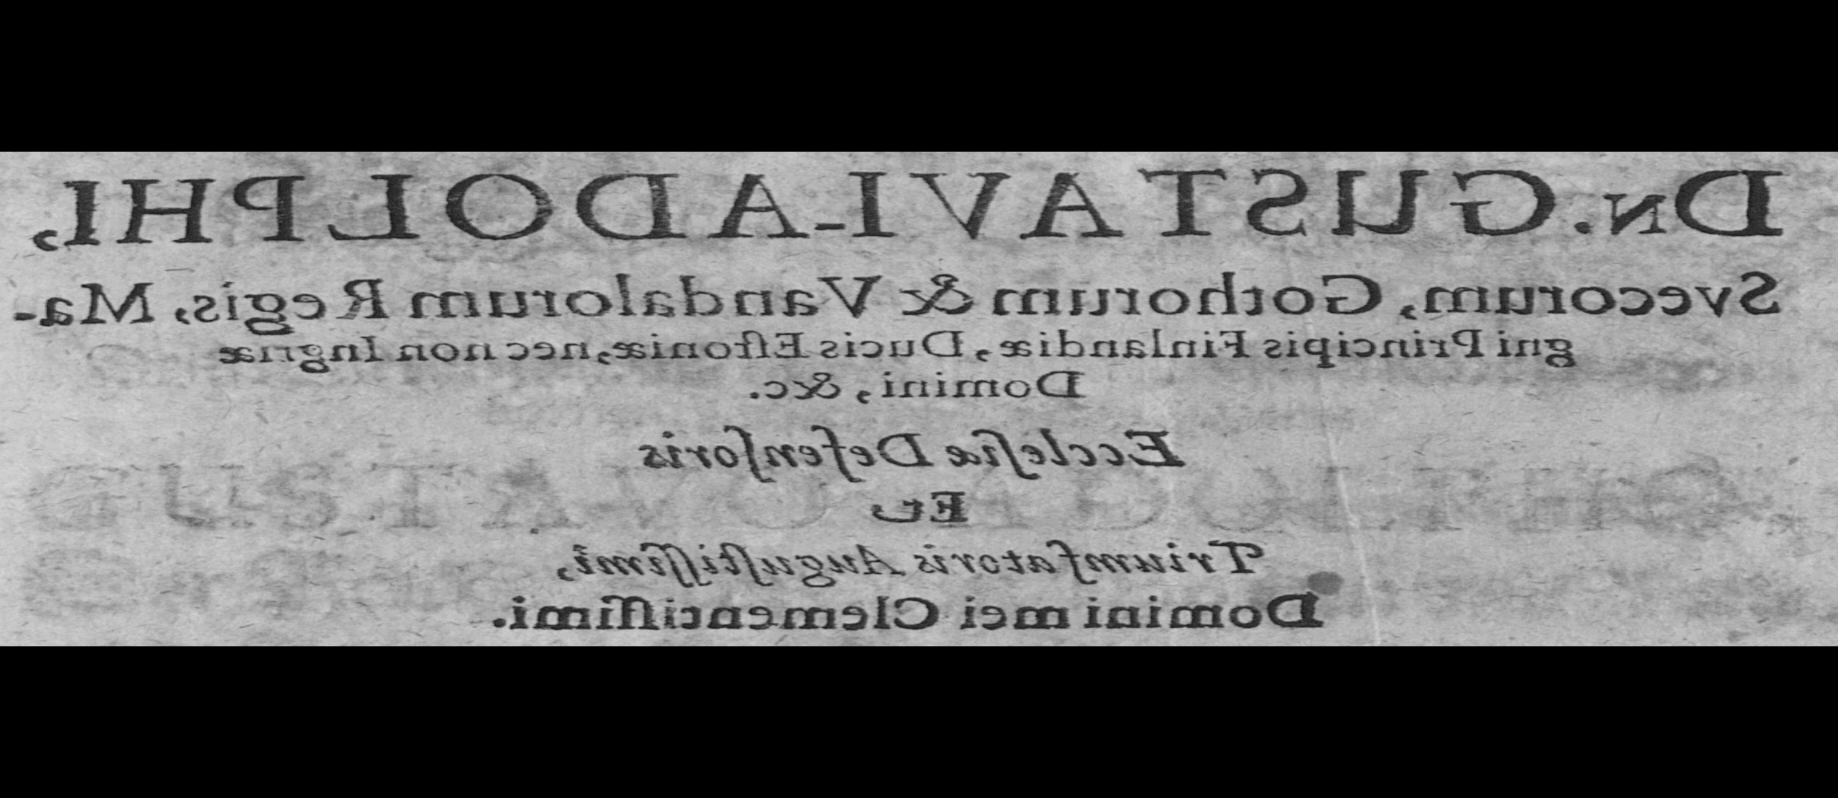 DN. GUSTAVI-ADOLPHI,
Svecorum, Gothorum & Vandalorum Regis, Ma-
gni Principis Finlandiæ, Ducis Eſtoniæ, nec non Ingriæ
Domini, &c.
Eccleſiæ Defenſoris
Et
Triumfatoris Auguſtiſſimi,
Domini mei Clementiſſimi.